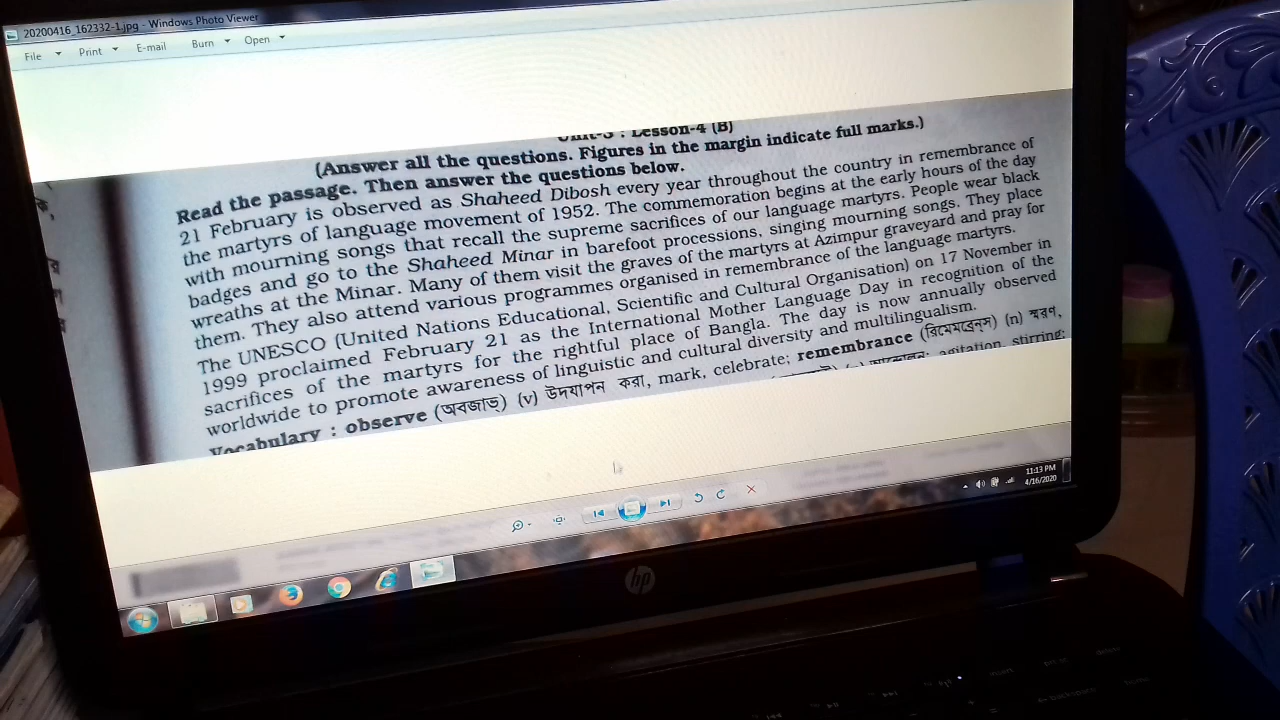 20200416_162332-1.jpg - Windows Photo Viewer
File Print E-mail Burn Open
Unit-3 : Lesson-4 (B)
(Answer all the questions. Figures in the margin indicate full marks.)
Read the passage. Then answer the questions below.
21 February is observed as Shaheed Dibosh every year throughout the country in remembrance of
the martyrs of language movement of 1952. The commemoration begins at the early hours of the day
with mourning songs that recall the supreme sacrifices of our language martyrs. People wear black
badges and go to the Shaheed Minar in barefoot processions, singing mourning songs. They place
wreaths at the Minar. Many of them visit the graves of the martyrs at Azimpur graveyard and pray for
them. They also attend various programmes organised in remembrance of the language martyrs.
The UNESCO (United Nations Educational, Scientific and Cultural Organisation) on 17 November in
1999 proclaimed February 21 as the International Mother Language Day in recognition of the
sacrifices of the martyrs for the rightful place of Bangla. The day is now annually observed
worldwide to promote awareness of linguistic and cultural diversity and multilingualism.
Vocabulary : observe (অবজার্ভ) (v) উদযাপন করা, mark, celebrate; remembrance (রিমেমব্রেন্স) (n) স্মরণ,
agitation, stirring;
11:13 PM
4/16/2020
hp